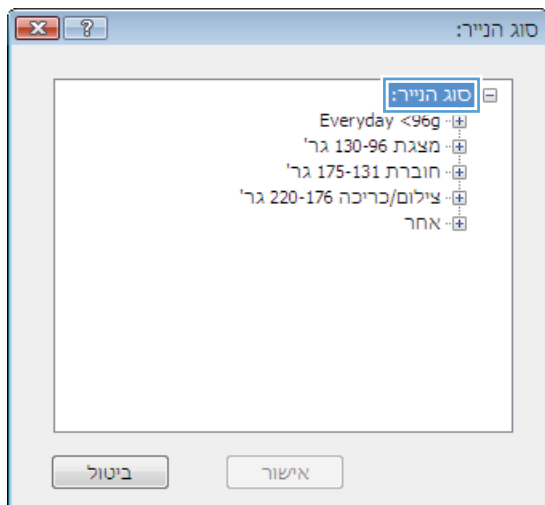 סוג הנייר:
סוג הנייר:
Everyday <96g
מצגת 130-96 גר'
חוברת 175-131 גר'
צילום/כריכה 220-176 גר'
אחר
אישור
ביטול